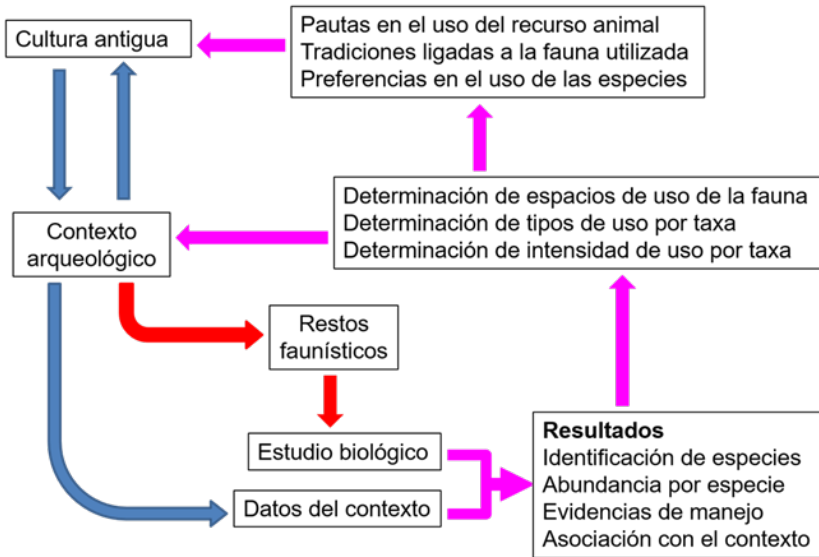 Cultura antigua
Pautas en el uso del recurso animal
Tradiciones ligadas a la fauna utilizada
Preferencias en el uso de las especies
Determinación de espacios de uso de la fauna
Determinación de tipos de uso por taxa
Determinación de intensidad de uso por taxa
Contexto
arqueológico
Restos
faunísticos
Estudio biológico
Datos del contexto
Resultados
Identificación de especies
Abundancia por especie
Evidencias de manejo
Asociación con el contexto